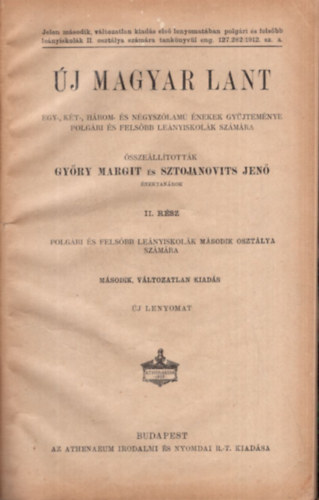 Jelen második, változatlan kiadás első lenyomatában polgári és felsőbb
leányiskolák II. osztálya számára tankönyvül eng. 127.282/1912. sz. a.
ÚJ MAGYAR LANT
EGY-, KÉT-, HÁROM- ÉS NÉGYSZÓLAMÚ ÉNEKEK GYŰJTEMÉNYE
POLGÁRI ÉS FELSŐBB LEÁNYISKOLÁK SZÁMÁRA
ÖSSZEÁLLÍTOTTÁK
GYŐRY MARGIT ÉS SZTOJANOVITS JENŐ
ÉNEKTANÁROK
II. RÉSZ
POLGÁRI ÉS FELSŐBB LEÁNYISKOLÁK MÁSODIK OSZTÁLYA
SZÁMÁRA
MÁSODIK, VÁLTOZATLAN KIADÁS
ÚJ LENYOMAT
BUDAPEST
AZ ATHENAEUM IRODALMI ÉS NYOMDAI R.-T. KIADÁSA